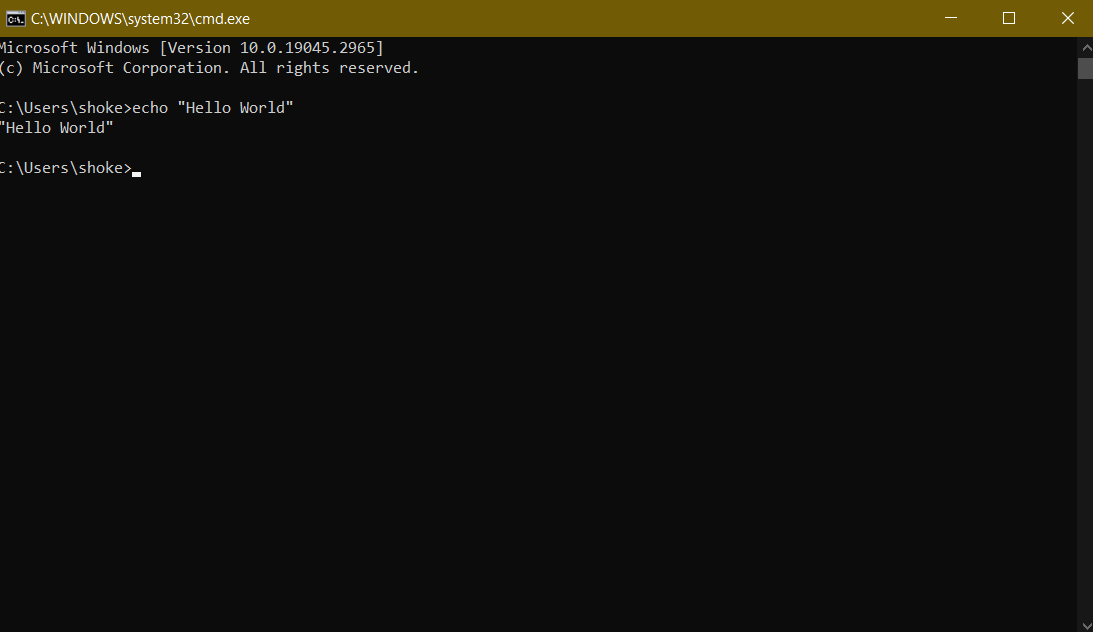 C:\WINDOWS\system32\cmd.exe
Microsoft Windows [Version 10.0.19045.2965]
(c) Microsoft Corporation. All rights reserved.
C:\Users\shoke>echo "Hello World"
"Hello World"
C:\Users\shoke>